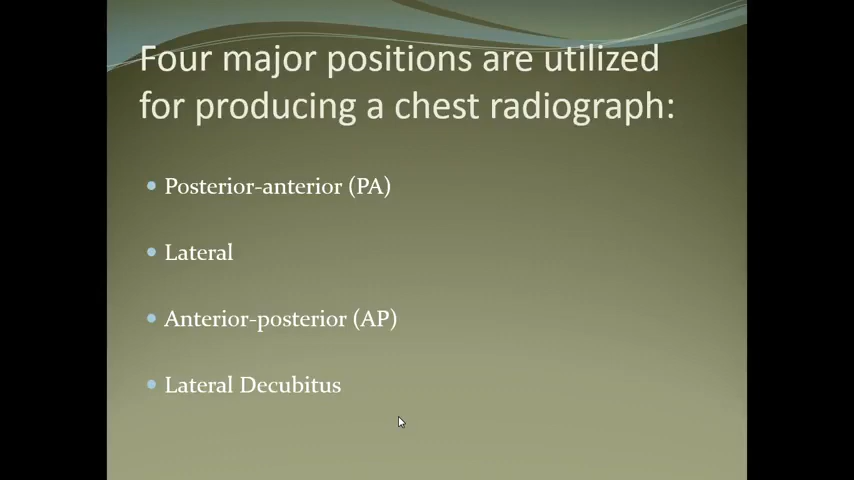 Four major positions are utilized
for producing a chest radiograph:
Posterior-anterior (PA)
Lateral
Anterior-posterior (AP)
Lateral Decubitus